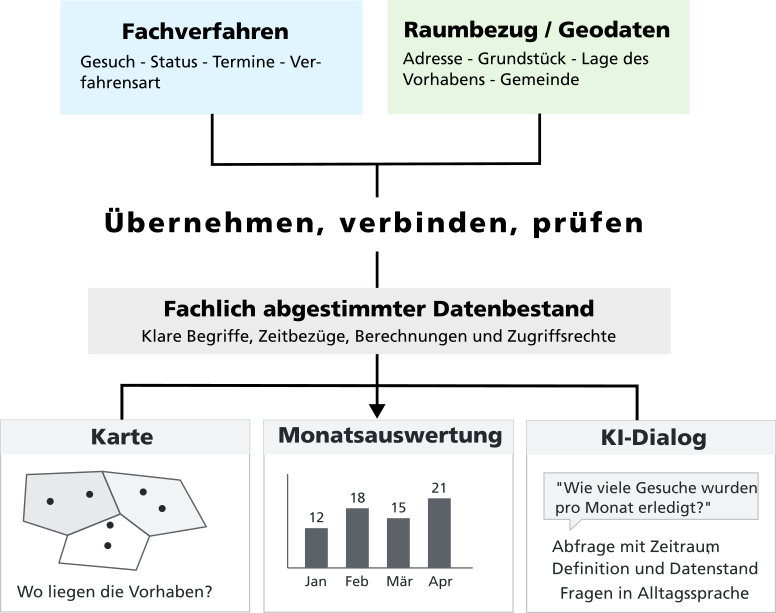 Fachverfahren
Gesuch - Status - Termine - Ver-
fahrensart
Raumbezug / Geodaten
Adresse - Grundstück - Lage des
Vorhabens - Gemeinde
Übernehmen, verbinden, prüfen
Fachlich abgestimmter Datenbestand
Klare Begriffe, Zeitbezüge, Berechnungen und Zugriffsrechte
Karte
Wo liegen die Vorhaben?
Monatsauswertung
12 18 15 21
Jan Feb Mär Apr
KI-Dialog
"Wie viele Gesuche wurden
pro Monat erledigt?"
Abfrage mit Zeitraum,
Definition und Datenstand
Fragen in Alltagssprache